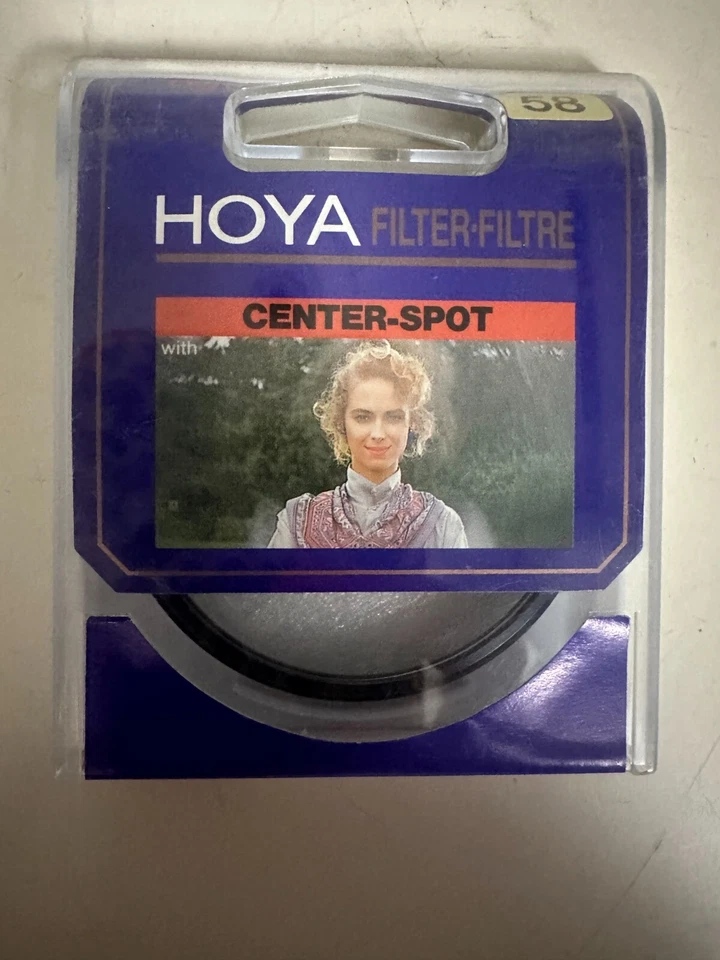 58
HOYA FILTER·FILTRE
CENTER-SPOT
with